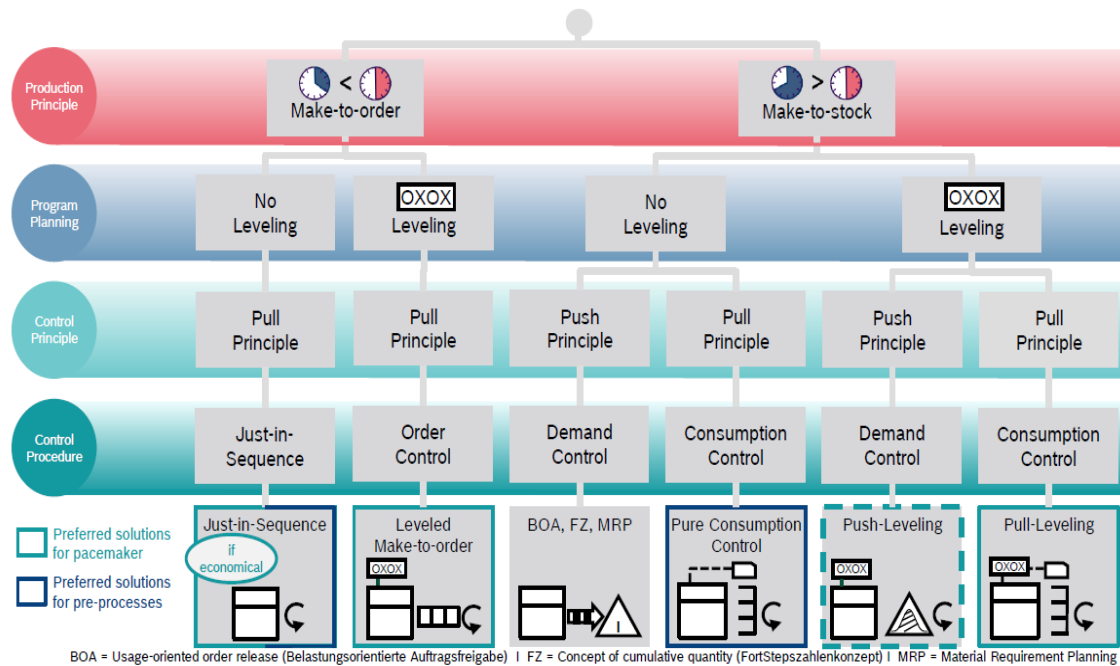 Production
Principle
<
Make-to-order
>
Make-to-stock
Program
Planning
No
Leveling
OXOX
Leveling
No
Leveling
OXOX
Leveling
Control
Principle
Pull
Principle
Pull
Principle
Push
Principle
Pull
Principle
Push
Principle
Pull
Principle
Control
Procedure
Just-in-
Sequence
Order
Control
Demand
Control
Consumption
Control
Demand
Control
Consumption
Control
Preferred solutions
for pacemaker
Preferred solutions
for pre-processes
Just-in-Sequence
if
economical
Leveled
Make-to-order
OXOX
BOA, FZ, MRP
I
Pure Consumption
Control
Push-Leveling
OXOX
Pull-Leveling
OXOX
BOA = Usage-oriented order release (Belastungsorientierte Auftragsfreigabe) I FZ = Concept of cumulative quantity (FortStepszahlenkonzept) I MRP = Material Requirement Planning